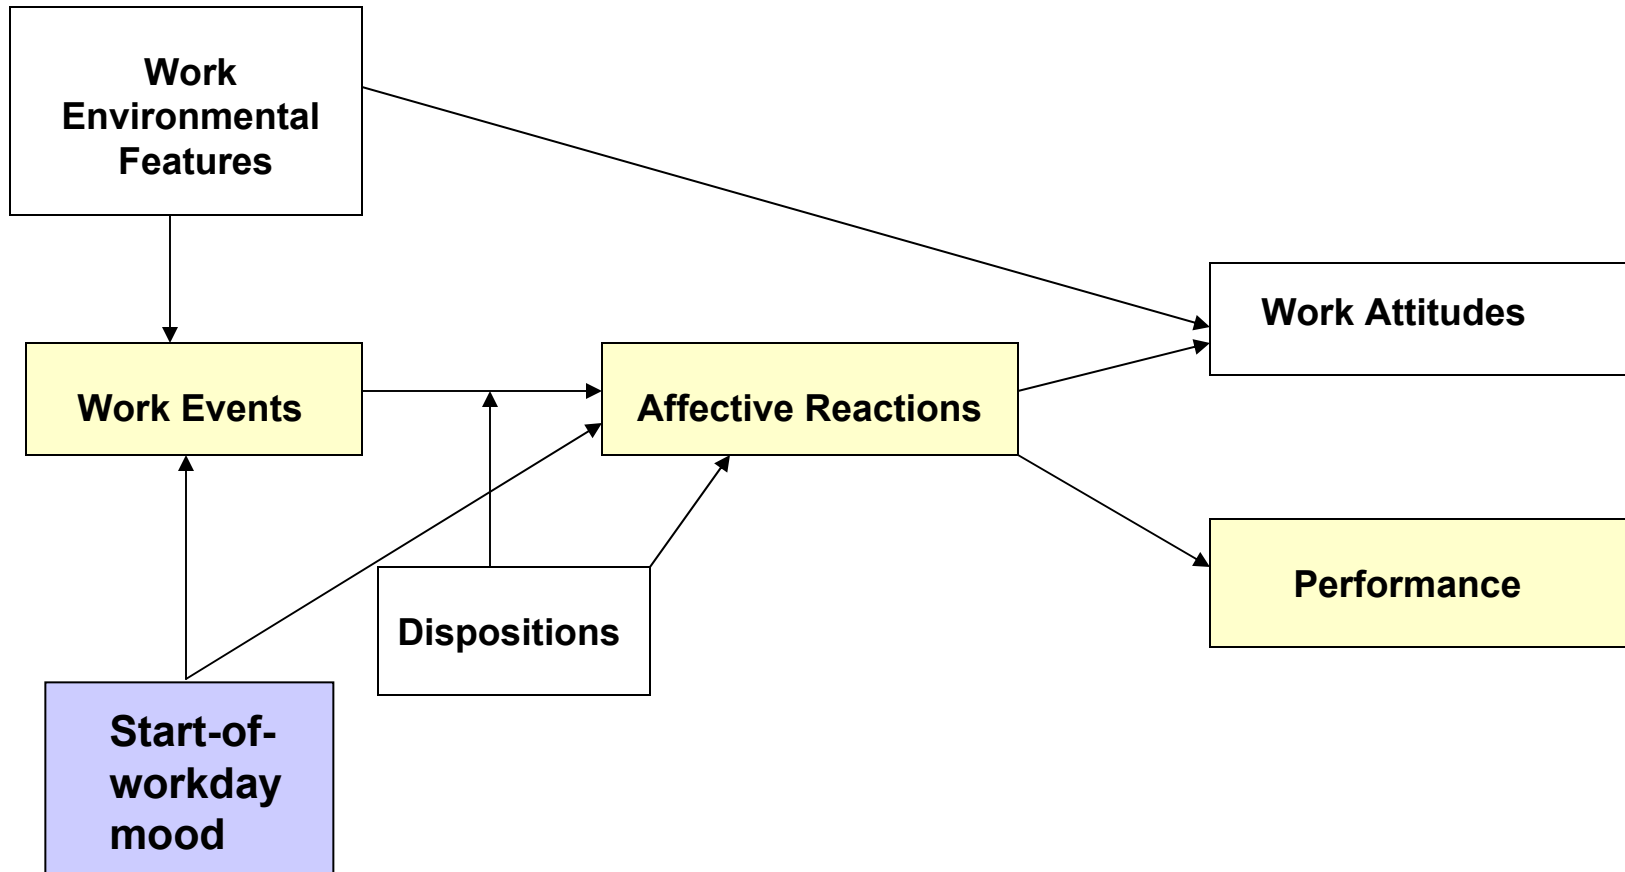 Work
Environmental
Features
Work Attitudes
Work Events
Affective Reactions
Performance
Dispositions
Start-of-
workday
mood